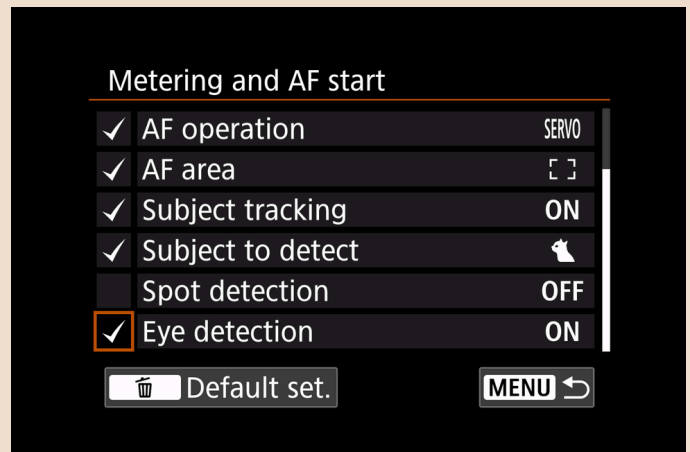 Metering and AF start
AF operation SERVO
AF area
Subject tracking ON
Subject to detect
Spot detection OFF
Eye detection ON
Default set. MENU